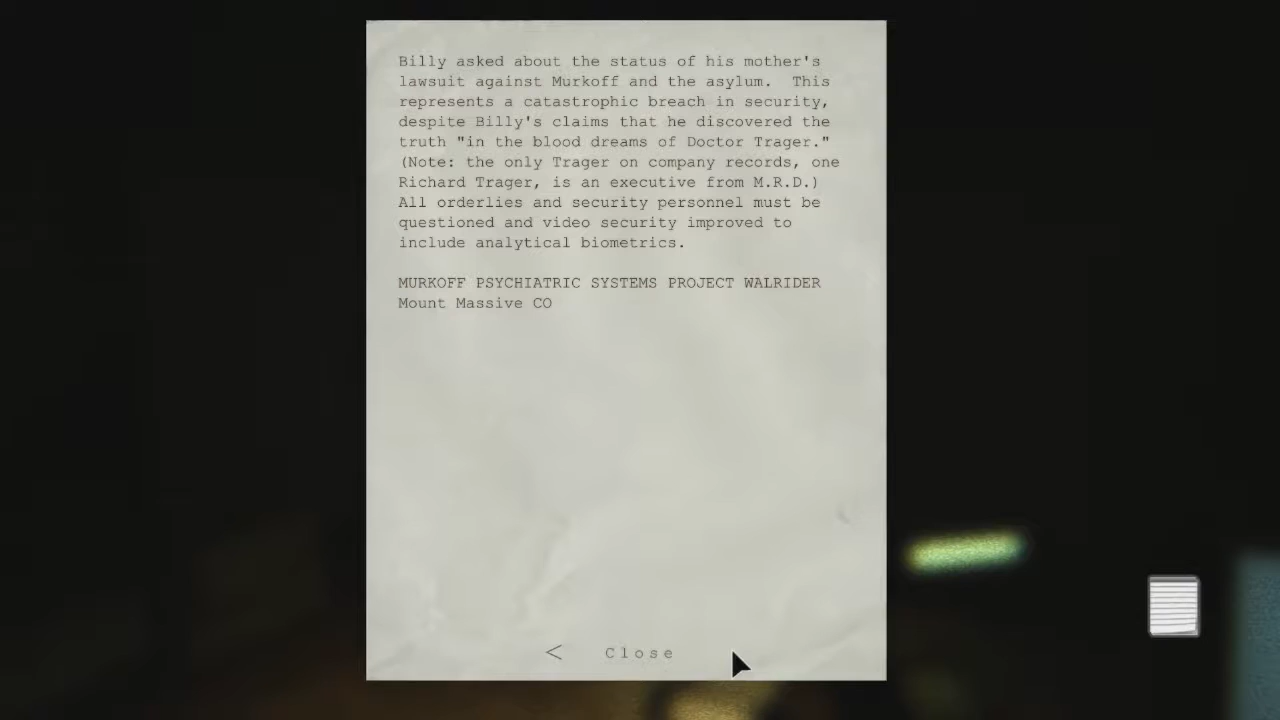 Billy asked about the status of his mother's
lawsuit against Murkoff and the asylum.  This
represents a catastrophic breach in security,
despite Billy's claims that he discovered the
truth "in the blood dreams of Doctor Trager."
(Note: the only Trager on company records, one
Richard Trager, is an executive from M.R.D.)
All orderlies and security personnel must be
questioned and video security improved to
include analytical biometrics.

MURKOFF PSYCHIATRIC SYSTEMS PROJECT WALRIDER
Mount Massive CO
< Close